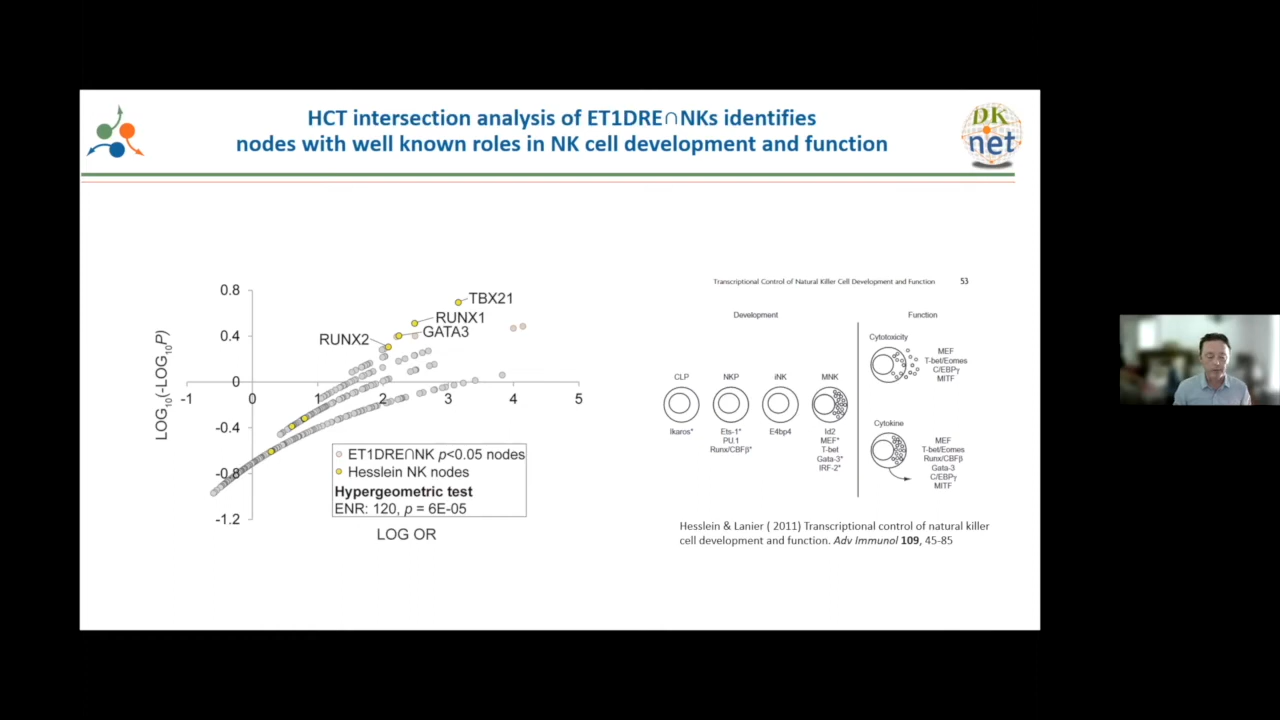 HCT intersection analysis of ET1DRE∩NKs identifies
nodes with well known roles in NK cell development and function
DK
net
LOG₁₀(-LOG₁₀P)
0.8
0.4
0
-0.4
-0.8
-1.2
-1
0
1
2
3
4
5
TBX21
RUNX1
GATA3
RUNX2
ET1DRE∩NK p<0.05 nodes
Hesslein NK nodes
Hypergeometric test
ENR: 120, p = 6E-05
LOG OR
Transcriptional Control of Natural Killer Cell Development and Function 53
Development
Function
CLP
NKP
iNK
MNK
Ikaros*
Ets-1*
PU.1
Runx/CBFβ*
E4bp4
Id2
MEF*
T-bet
Gata-3*
IRF-2*
Cytotoxicity
MEF
T-bet/Eomes
C/EBPγ
MITF
Cytokine
MEF
T-bet/Eomes
Runx/CBFβ
Gata-3
C/EBPγ
MITF
Hesslein & Lanier ( 2011) Transcriptional control of natural killer
cell development and function. Adv Immunol 109, 45-85